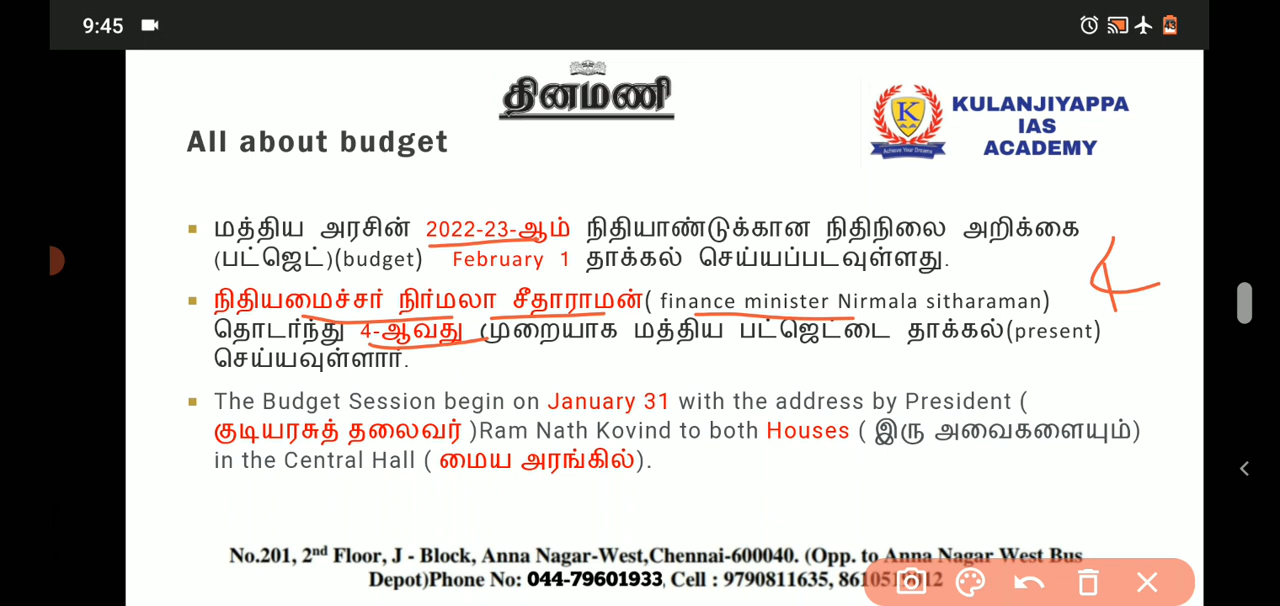 9:45
43
தினமணி
KULANJIYAPPA
IAS
ACADEMY
K
Achieve Your Dreams
All about budget
மத்திய அரசின் 2022-23-ஆம் நிதியாண்டுக்கான நிதிநிலை அறிக்கை
(பட்ஜெட்)(budget) February 1 தாக்கல் செய்யப்படவுள்ளது.
நிதியமைச்சர் நிர்மலா சீதாராமன்( finance minister Nirmala sitharaman)
தொடர்ந்து 4-ஆவது முறையாக மத்திய பட்ஜெட்டை தாக்கல்(present)
செய்யவுள்ளார்.
4
The Budget Session begin on January 31 with the address by President (
குடியரசுத் தலைவர் )Ram Nath Kovind to both Houses ( இரு அவைகளையும்)
in the Central Hall ( மைய அரங்கில்).
No.201, 2nd Floor, J - Block, Anna Nagar-West,Chennai-600040. (Opp. to Anna Nagar West Bus
Depot)Phone No: 044-79601933, Cell : 9790811635,